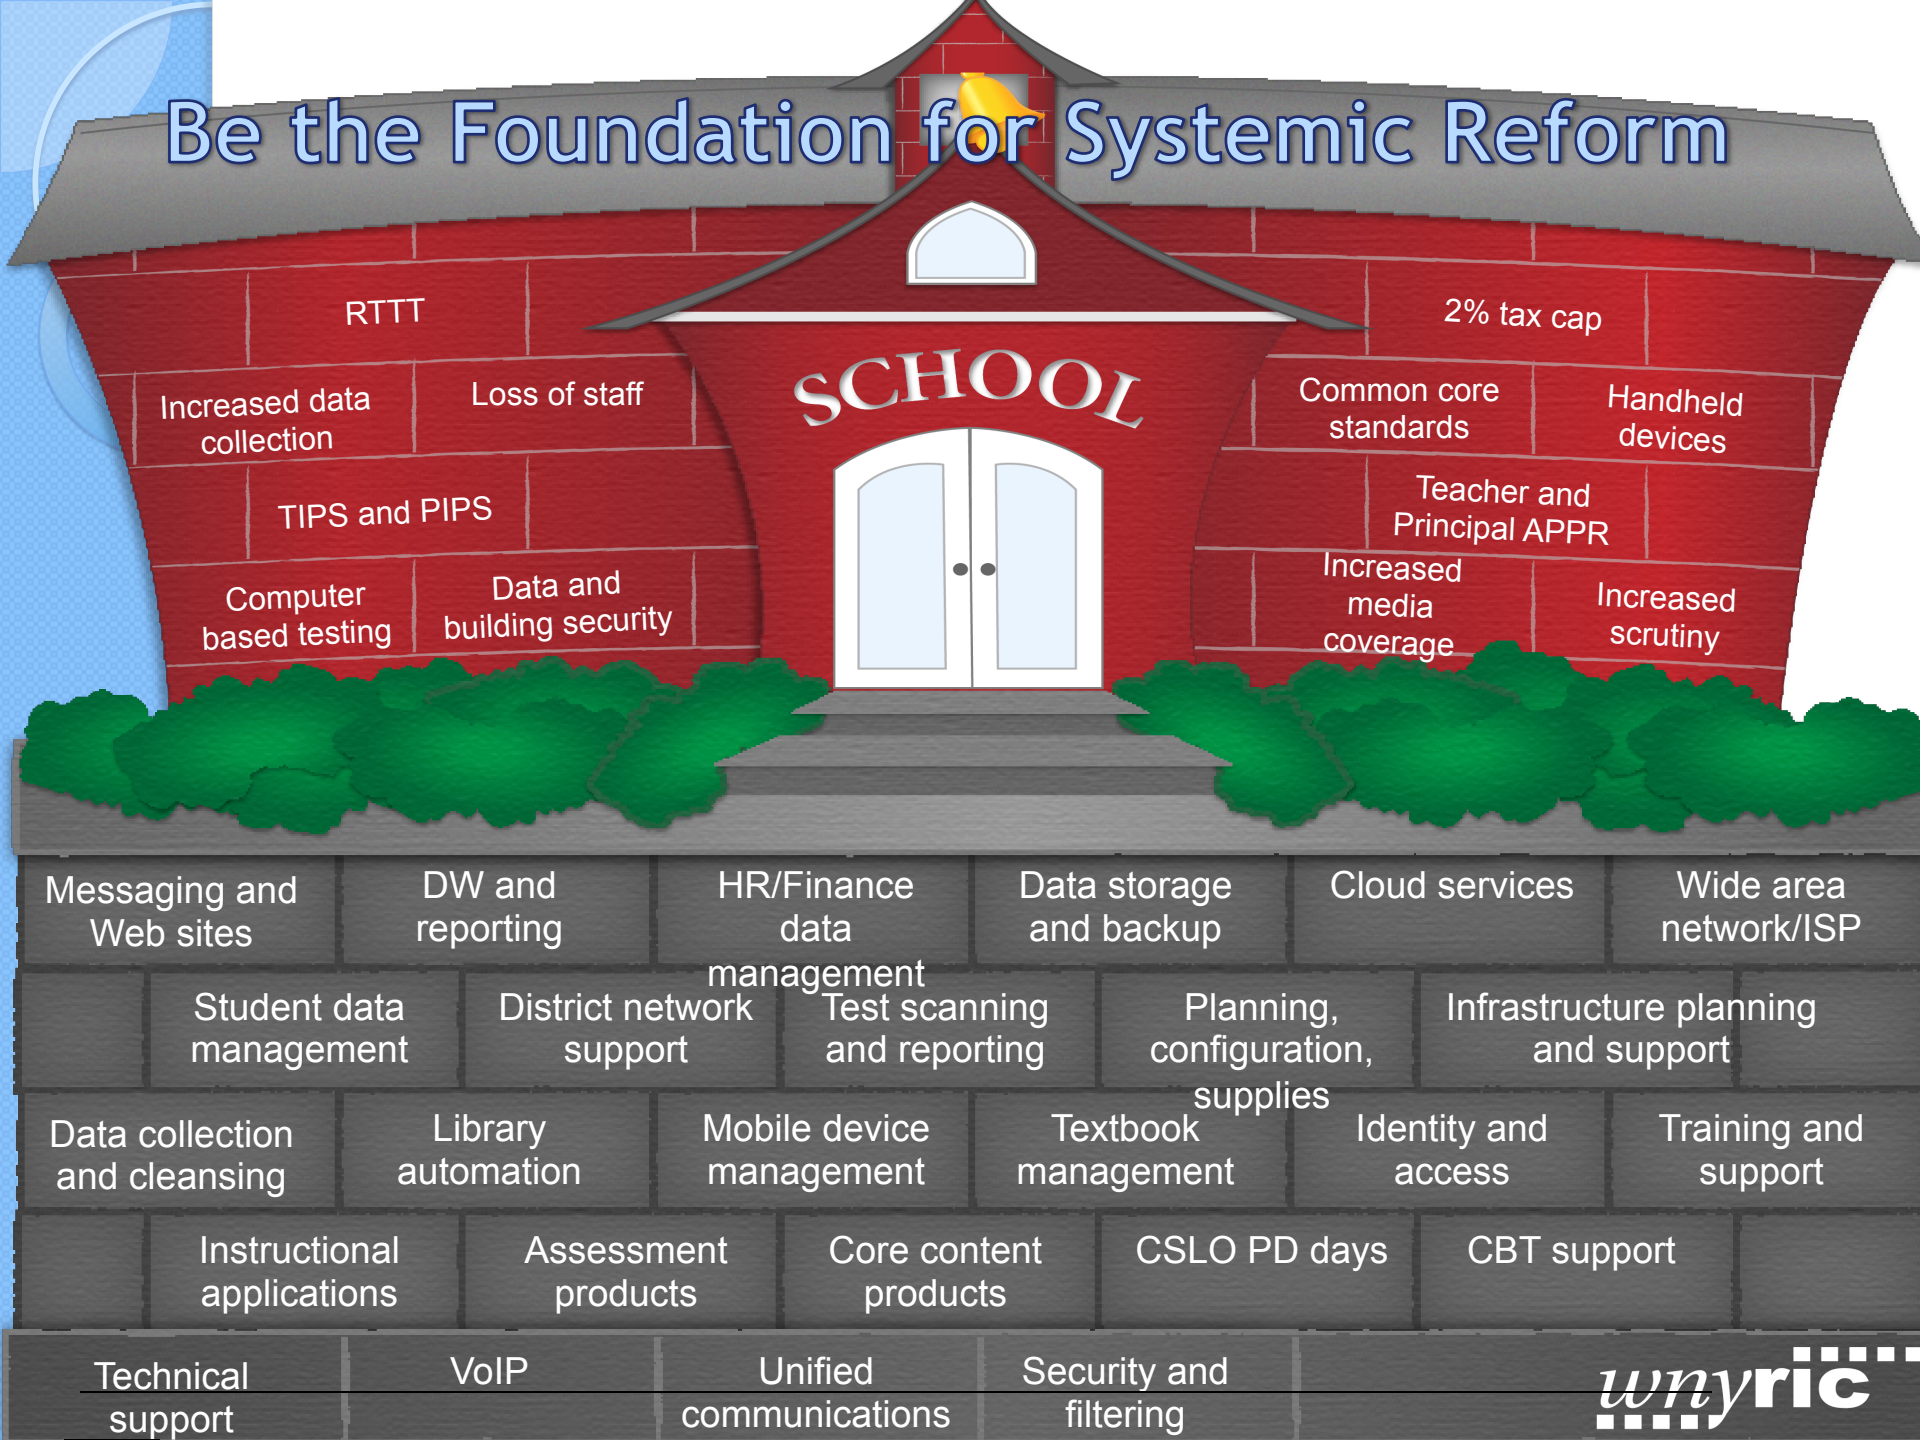 Be the Foundation for Systemic Reform
RTTT
2% tax cap
SCHOOL
Increased data
collection
Loss of staff
Common core
standards
Handheld
devices
TIPS and PIPS
Teacher and
Principal APPR
Computer
based testing
Data and
building security
Increased
media
coverage
Increased
scrutiny
Messaging and
Web sites
DW and
reporting
HR/Finance
data
management
Data storage
and backup
Cloud services
Wide area
network/ISP
Student data
management
District network
support
Test scanning
and reporting
Planning,
configuration,
supplies
Infrastructure planning
and support
Data collection
and cleansing
Library
automation
Mobile device
management
Textbook
management
Identity and
access
Training and
support
Instructional
applications
Assessment
products
Core content
products
CSLO PD days
CBT support
Technical
support
VoIP
Unified
communications
Security and
filtering
wnyric